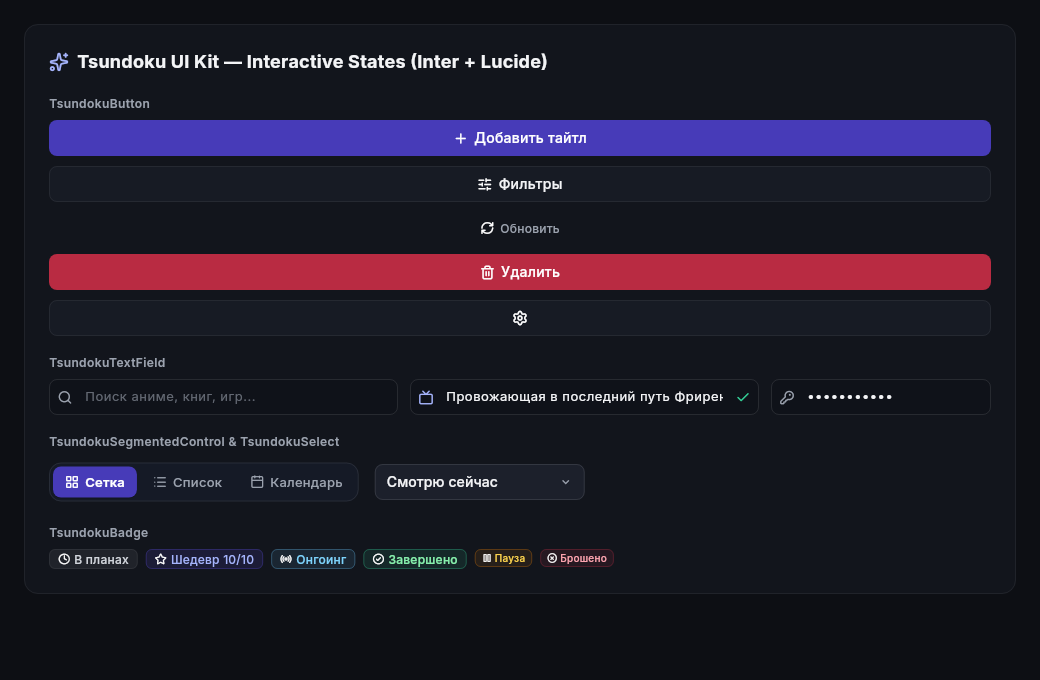 Tsundoku UI Kit — Interactive States (Inter + Lucide)
TsundokuButton
Добавить тайтл
Фильтры
Обновить
Удалить
TsundokuTextField
Поиск аниме, книг, игр...
Провожающая в последний путь Фрирен
•••••••••••
TsundokuSegmentedControl & TsundokuSelect
Сетка Список Календарь Смотрю сейчас
TsundokuBadge
В планах Шедевр 10/10 Онгоинг Завершено Пауза Брошено